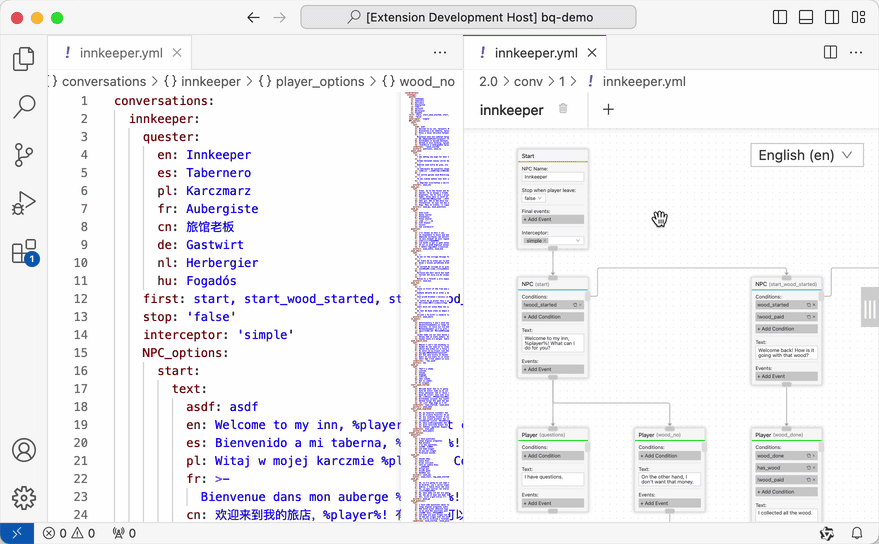 [Extension Development Host] bq-demo
! innkeeper.yml
{} conversations > {} innkeeper > {} player_options > {} wood_no
1 conversations:
2 innkeeper:
3 quester:
4 en: Innkeeper
5 es: Tabernero
6 pl: Karczmarz
7 fr: Aubergiste
8 cn: 旅馆老板
9 de: Gastwirt
10 nl: Herbergier
11 hu: Fogadós
12 first: start, start_wood_started, st
13 stop: 'false'
14 interceptor: 'simple'
15 NPC_options:
16 start:
17 text:
18 asdf: asdf
19 en: Welcome to my inn, %player
20 es: Bienvenido a mi taberna, %
21 pl: Witaj w mojej karczmie %pl
22 fr: >-
23 Bienvenue dans mon auberge %
24 cn: 欢迎来到我的旅店, %player%!
! innkeeper.yml
2.0 > conv > 1 > ! innkeeper.yml
innkeeper
English (en)
Start
NPC Name:
Innkeeper
Stop when player leave:
false
Final events:
+ Add Event
Interceptor:
simple ×
NPC (start)
Conditions:
!wood_started
+ Add Condition
Text:
Welcome to my inn,
%player%! What can I
do for you?
Events:
+ Add Event
NPC (start_wood_started)
Conditions:
wood_started
!wood_paid
+ Add Condition
Text:
Welcome back! How is it
going with that wood?
Events:
+ Add Event
Player (questions)
Conditions:
+ Add Condition
Text:
I have questions.
Events:
+ Add Event
Player (wood_no)
Conditions:
+ Add Condition
Text:
On the other hand, I
don't want that money.
Events:
+ Add Event
Player (wood_done)
Conditions:
wood_done
has_wood
!wood_paid
+ Add Condition
Text:
I collected all the wood.
1
0 0 0